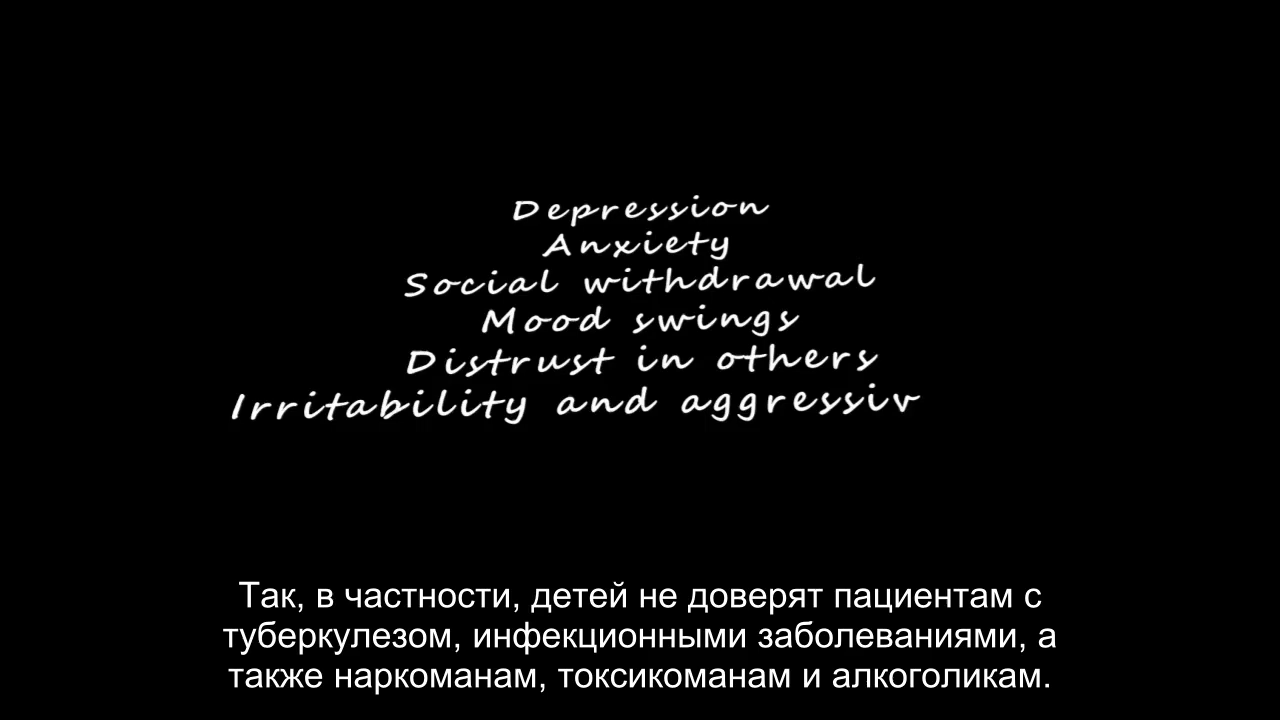 Depression
Anxiety
Social withdrawal
Mood swings
Distrust in others
Irritability and aggressiv
Так, в частности, детей не доверят пациентам с
туберкулезом, инфекционными заболеваниями, а
также наркоманам, токсикоманам и алкоголикам.